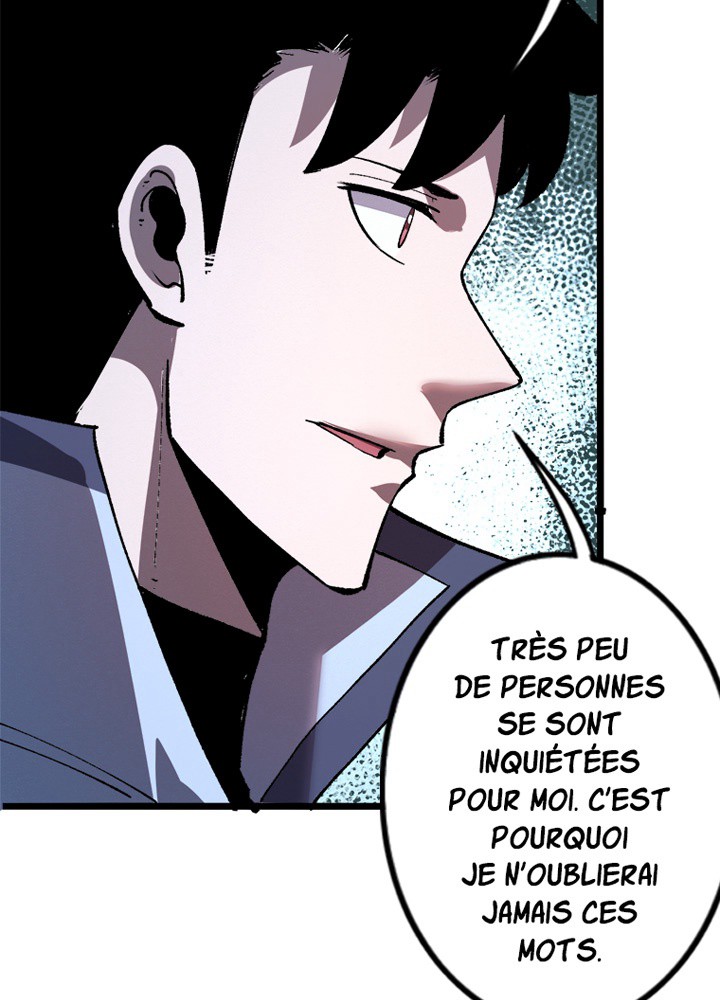 TRÈS PEU
DE PERSONNES
SE SONT
INQUIÉTÉES
POUR MOI. C'EST
POURQUOI
JE N'OUBLIERAI
JAMAIS CES
MOTS.